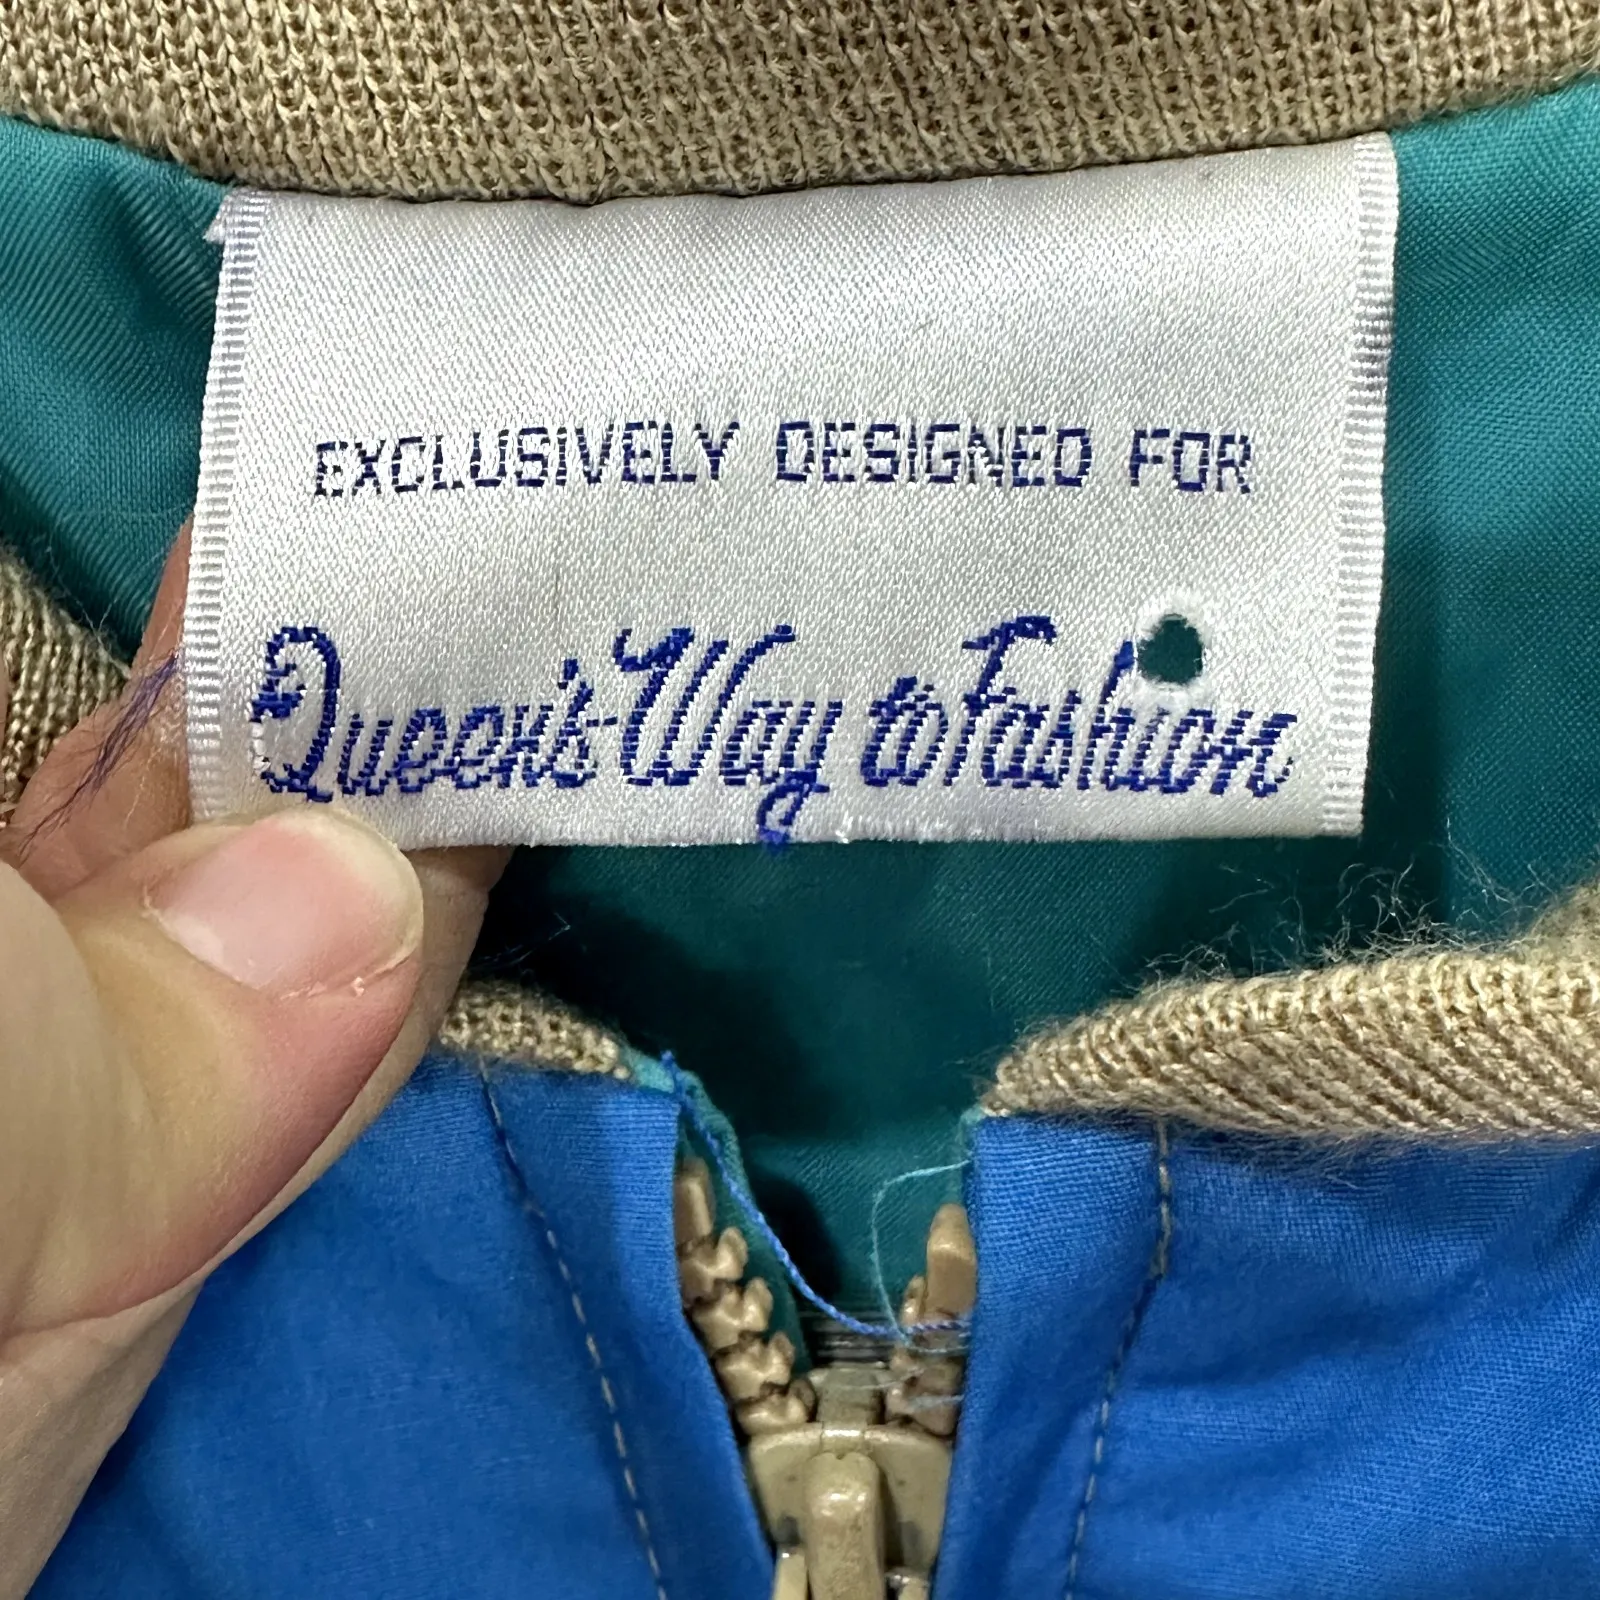 EXCLUSIVELY DESIGNED FOR
Queen's-Way to Fashion